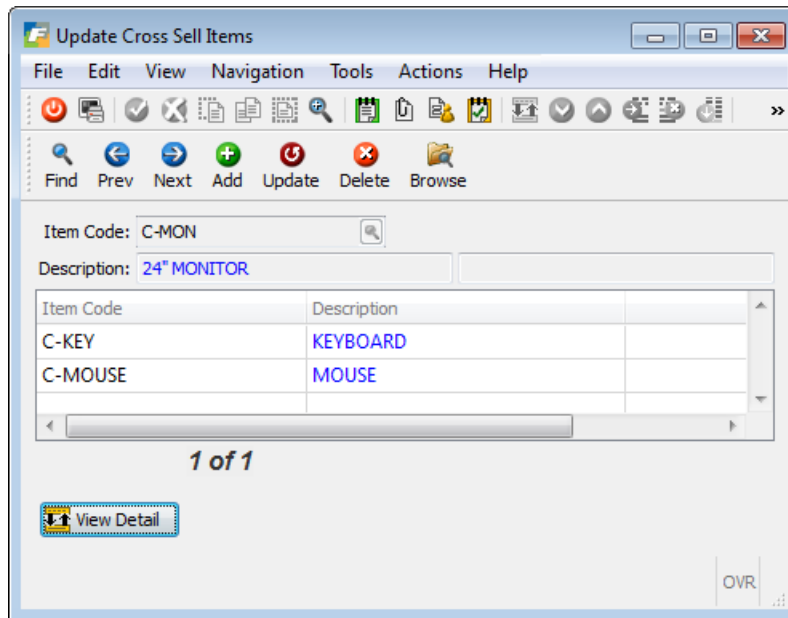 Update Cross Sell Items
File Edit View Navigation Tools Actions Help
»
Find Prev Next Add Update Delete Browse
Item Code: C-MON
Description: 24" MONITOR
Item Code Description
C-KEY KEYBOARD
C-MOUSE MOUSE
1 of 1
View Detail
OVR